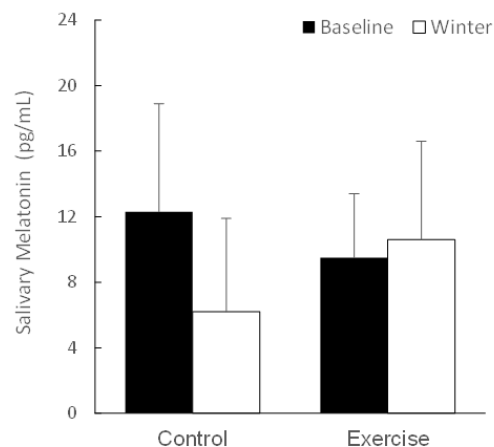 Baseline Winter
Salivary Melatonin (pg/mL)
24
20
16
12
8
4
0
Control Exercise